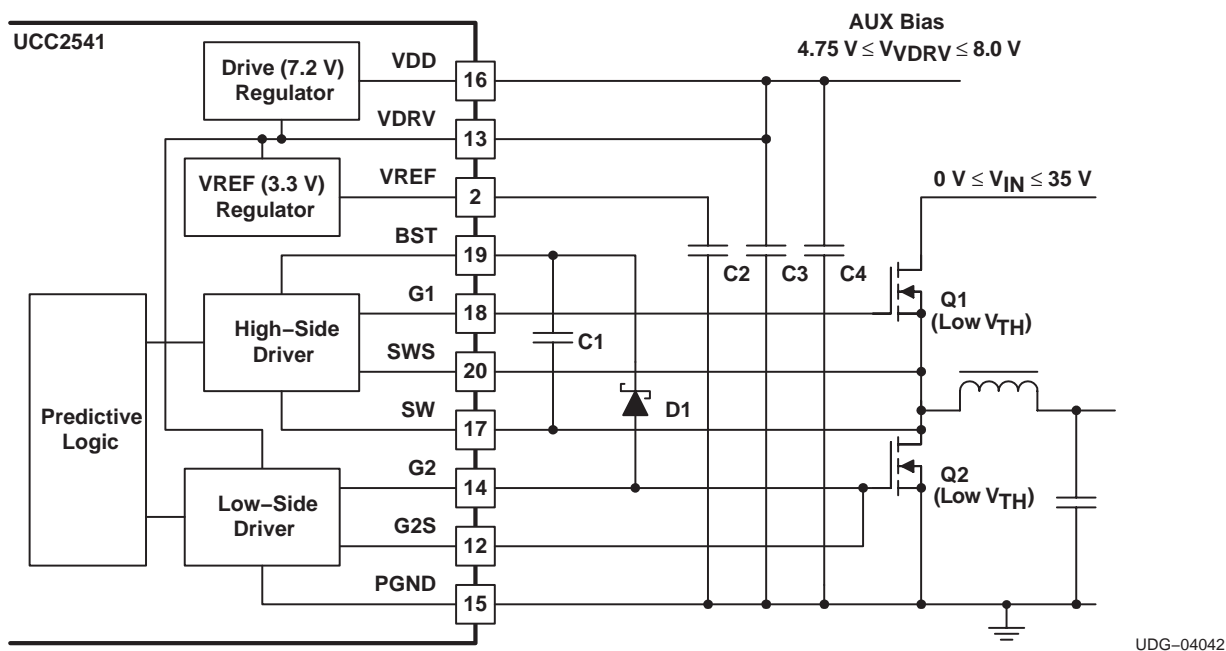 UCC2541
Drive (7.2 V)
Regulator
VDD
16
AUX Bias
4.75 V ≤ VVDRV ≤ 8.0 V
VDRV
13
VREF (3.3 V)
Regulator
VREF
2
0 V ≤ VIN ≤ 35 V
BST
19
C2
C3
C4
G1
18
High−Side
Driver
C1
Q1
(Low VTH)
SWS
20
Predictive
Logic
SW
17
D1
G2
14
Low−Side
Driver
Q2
(Low VTH)
G2S
12
PGND
15
UDG−04042